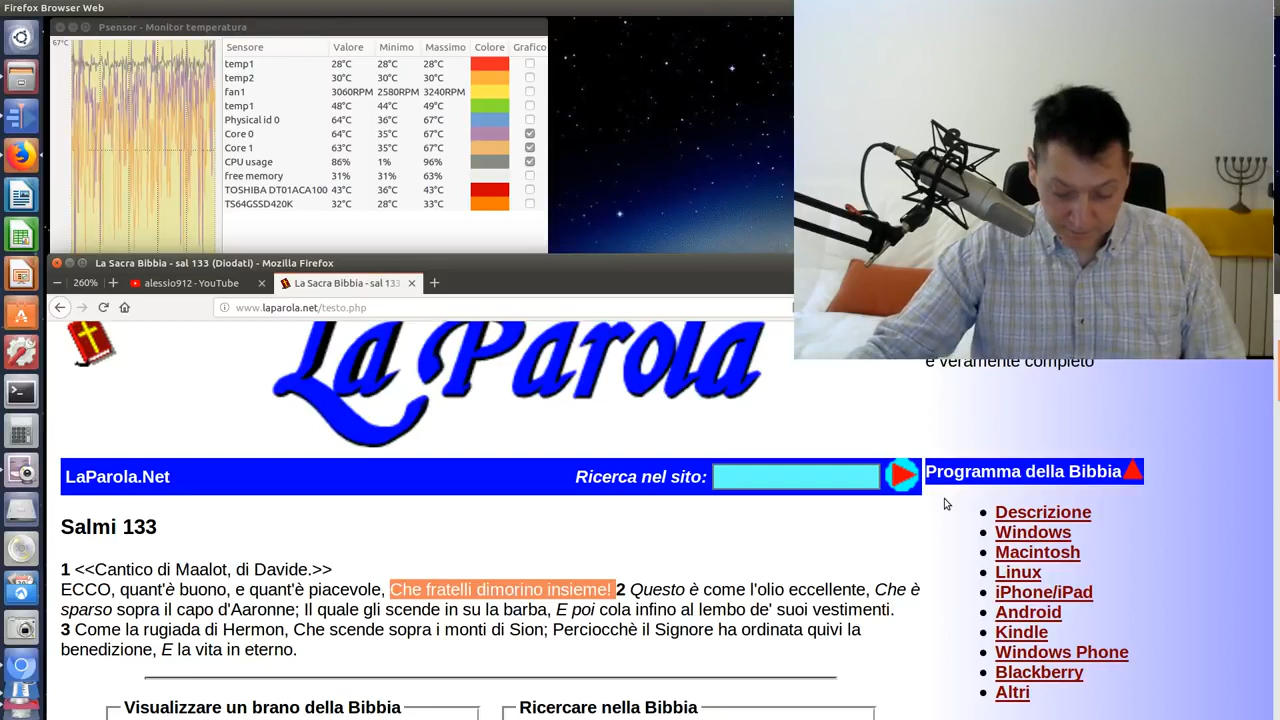 Firefox Browser Web
Psensor - Monitor temperatura
67°C
Sensore Valore Minimo Massimo Colore Grafico
temp1 28°C 28°C 28°C
temp2 30°C 30°C 30°C
fan1 3060RPM 2580RPM 3240RPM
temp1 48°C 44°C 49°C
Physical id 0 64°C 36°C 67°C
Core 0 64°C 35°C 67°C
Core 1 63°C 35°C 67°C
CPU usage 86% 1% 96%
free memory 31% 31% 63%
TOSHIBA DT01ACA100 43°C 36°C 43°C
TS64GSSD420K 32°C 28°C 33°C
La Sacra Bibbia - sal 133 (Diodati) - Mozilla Firefox
260% alessio912 - YouTube La Sacra Bibbia - sal 133
www.laparola.net/testo.php
La Parola
è veramente completo
LaParola.Net Ricerca nel sito:
Programma della Bibbia
Descrizione
Windows
Macintosh
Linux
iPhone/iPad
Android
Kindle
Windows Phone
Blackberry
Altri
Salmi 133
1 <<Cantico di Maalot, di Davide.>>
ECCO, quant'è buono, e quant'è piacevole, Che fratelli dimorino insieme! 2 Questo è come l'olio eccellente, Che è
sparso sopra il capo d'Aaronne; Il quale gli scende in su la barba, E poi cola infino al lembo de' suoi vestimenti.
3 Come la rugiada di Hermon, Che scende sopra i monti di Sion; Perciocchè il Signore ha ordinata quivi la
benedizione, E la vita in eterno.
Visualizzare un brano della Bibbia
Ricercare nella Bibbia